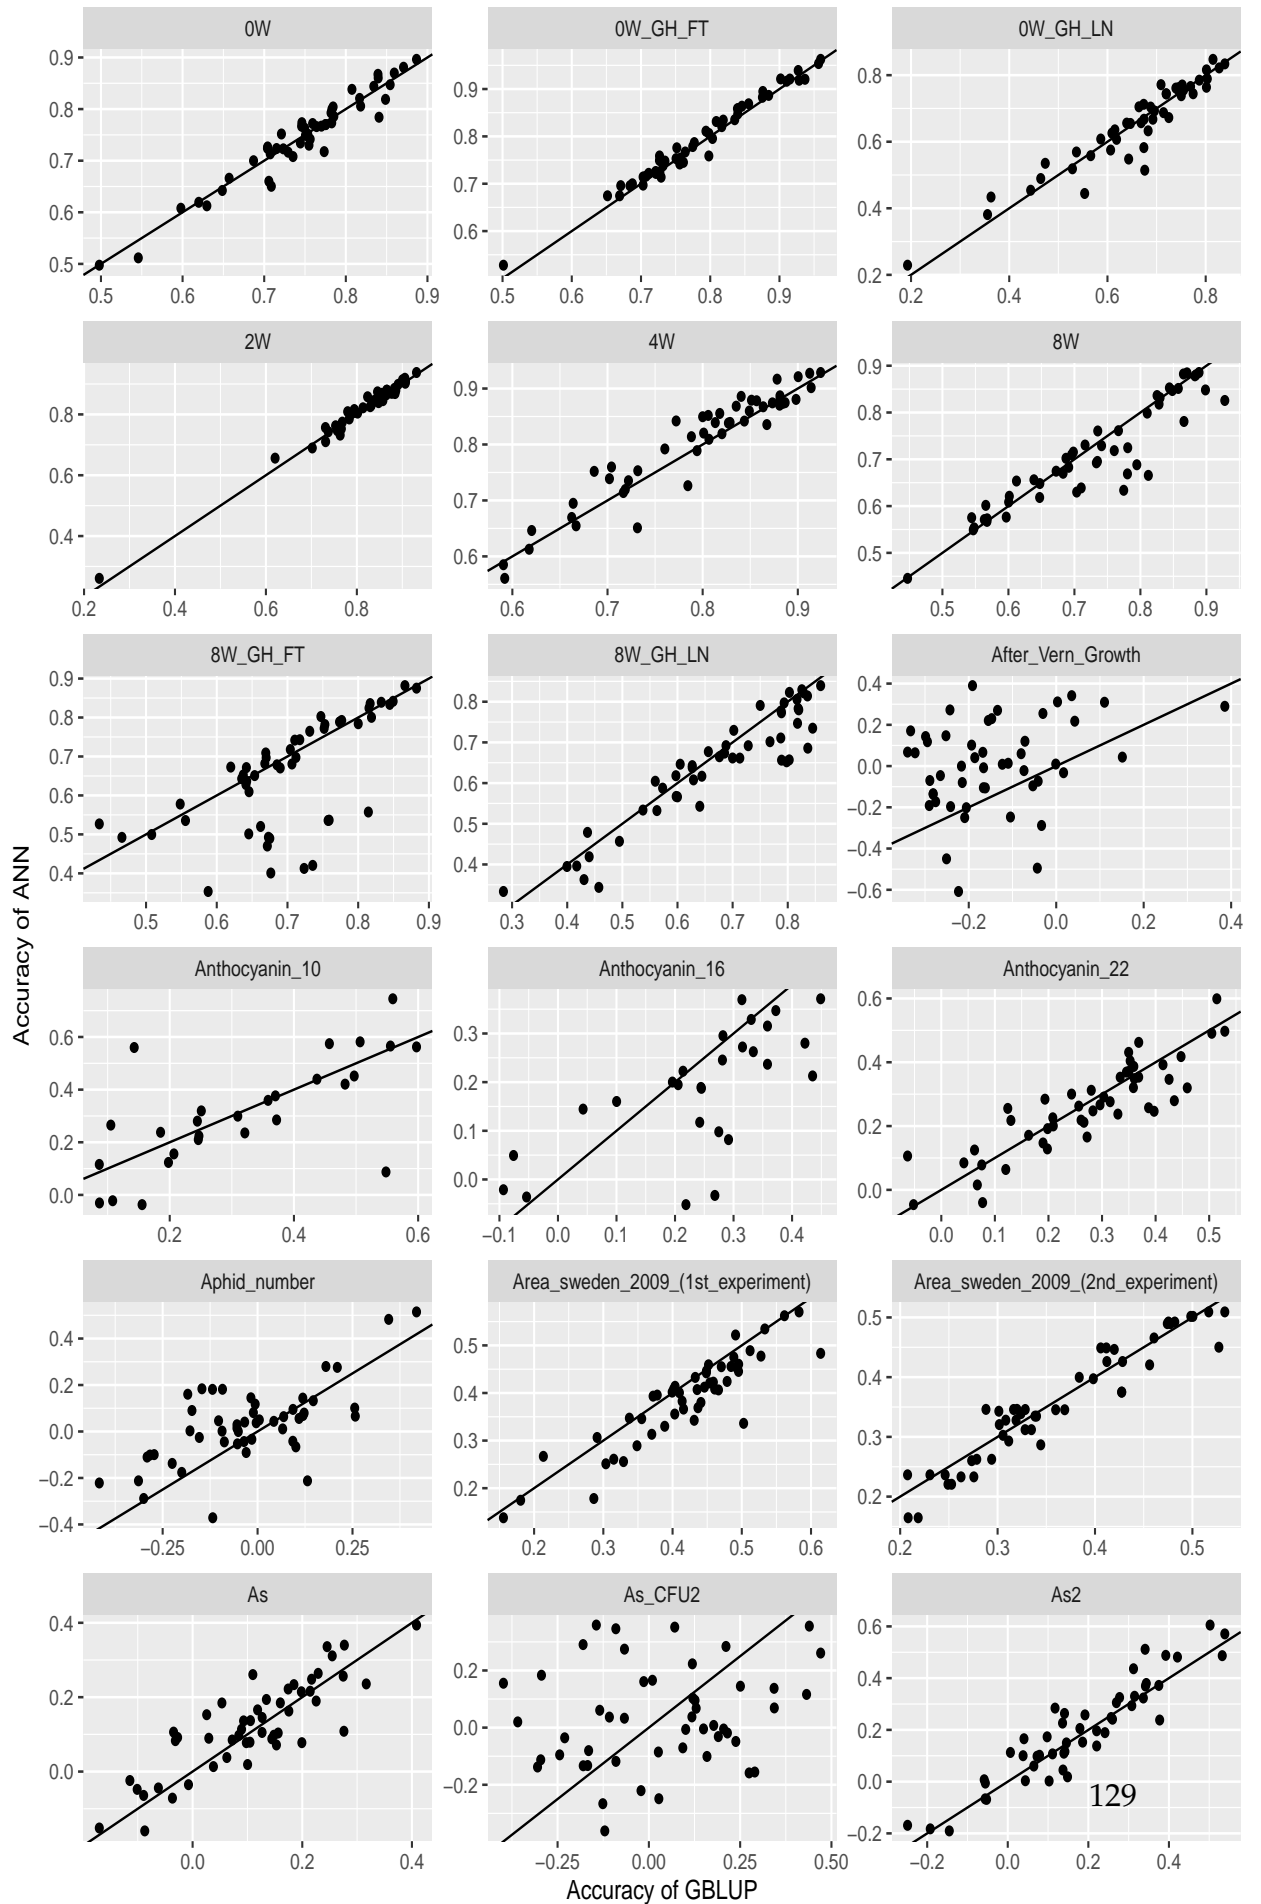 0W 0W_GH_FT 0W_GH_LN
0.9 0.8 0.7 0.6 0.5
0.5 0.6 0.7 0.8 0.9
0.9 0.8 0.7 0.6
0.5 0.6 0.7 0.8 0.9
0.8 0.6 0.4 0.2
0.2 0.4 0.6 0.8
2W 4W 8W
0.8 0.6 0.4
0.2 0.4 0.6 0.8
0.9 0.8 0.7 0.6
0.6 0.7 0.8 0.9
0.9 0.8 0.7 0.6 0.5
0.5 0.6 0.7 0.8 0.9
8W_GH_FT 8W_GH_LN After_Vern_Growth
0.9 0.8 0.7 0.6 0.5 0.4
0.5 0.6 0.7 0.8 0.9
0.8 0.7 0.6 0.5 0.4
0.3 0.4 0.5 0.6 0.7 0.8
0.4 0.2 0.0 −0.2 −0.4 −0.6
−0.2 0.0 0.2 0.4
Accuracy of ANN
Anthocyanin_10 Anthocyanin_16 Anthocyanin_22
0.6 0.4 0.2 0.0
0.2 0.4 0.6
0.3 0.2 0.1 0.0
−0.1 0.0 0.1 0.2 0.3 0.4
0.6 0.4 0.2 0.0
0.0 0.1 0.2 0.3 0.4 0.5
Aphid_number Area_sweden_2009_(1st_experiment) Area_sweden_2009_(2nd_experiment)
0.4 0.2 0.0 −0.2 −0.4
−0.25 0.00 0.25
0.5 0.4 0.3 0.2
0.2 0.3 0.4 0.5 0.6
0.5 0.4 0.3 0.2
0.2 0.3 0.4 0.5
As As_CFU2 As2
0.4 0.2 0.0
0.0 0.2 0.4
0.2 0.0 −0.2
−0.25 0.00 0.25 0.50
0.6 0.4 0.2 0.0 −0.2
−0.2 0.0 0.2 0.4
129
Accuracy of GBLUP